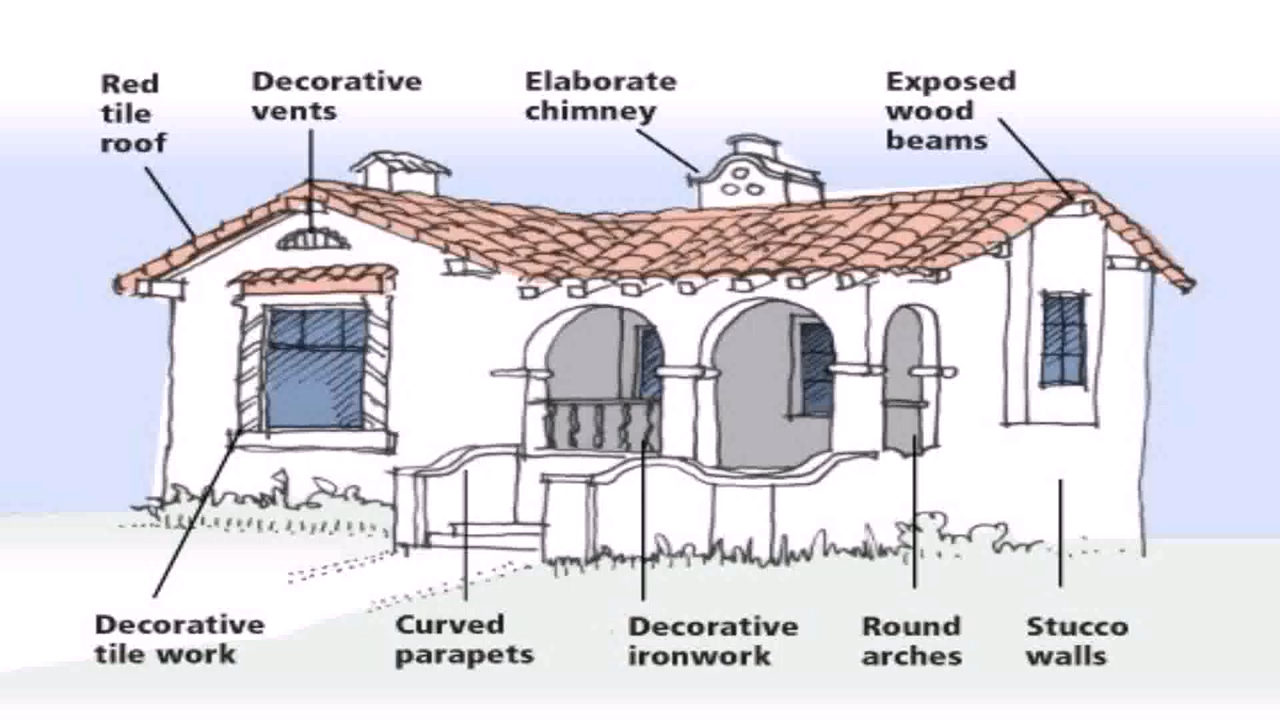 Red
tile
roof
Decorative
vents
Elaborate
chimney
Exposed
wood
beams
Decorative
tile work
Curved
parapets
Decorative
ironwork
Round
arches
Stucco
walls